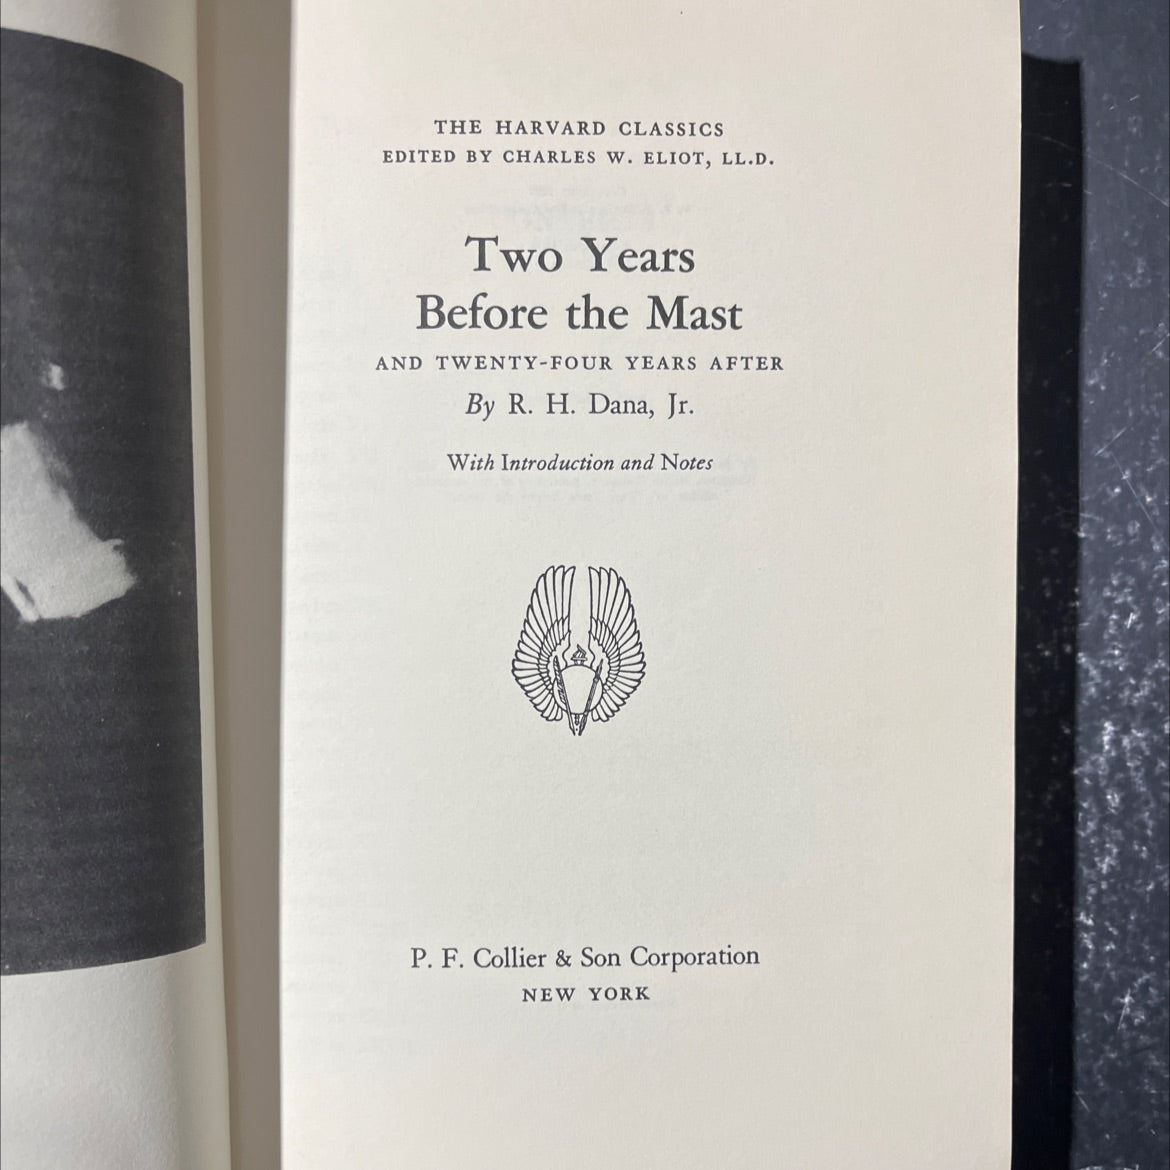 THE HARVARD CLASSICS
EDITED BY CHARLES W. ELIOT, LL.D.
Two Years
Before the Mast
AND TWENTY-FOUR YEARS AFTER
By R. H. Dana, Jr.
With Introduction and Notes
P. F. Collier & Son Corporation
NEW YORK